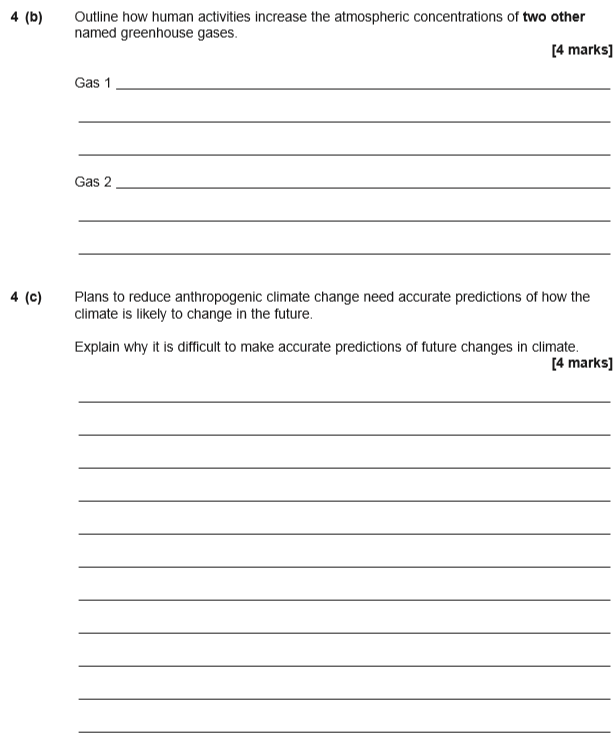 4 (b) Outline how human activities increase the atmospheric concentrations of two other
named greenhouse gases.
[4 marks]
Gas 1
Gas 2
4 (c) Plans to reduce anthropogenic climate change need accurate predictions of how the
climate is likely to change in the future.
Explain why it is difficult to make accurate predictions of future changes in climate.
[4 marks]